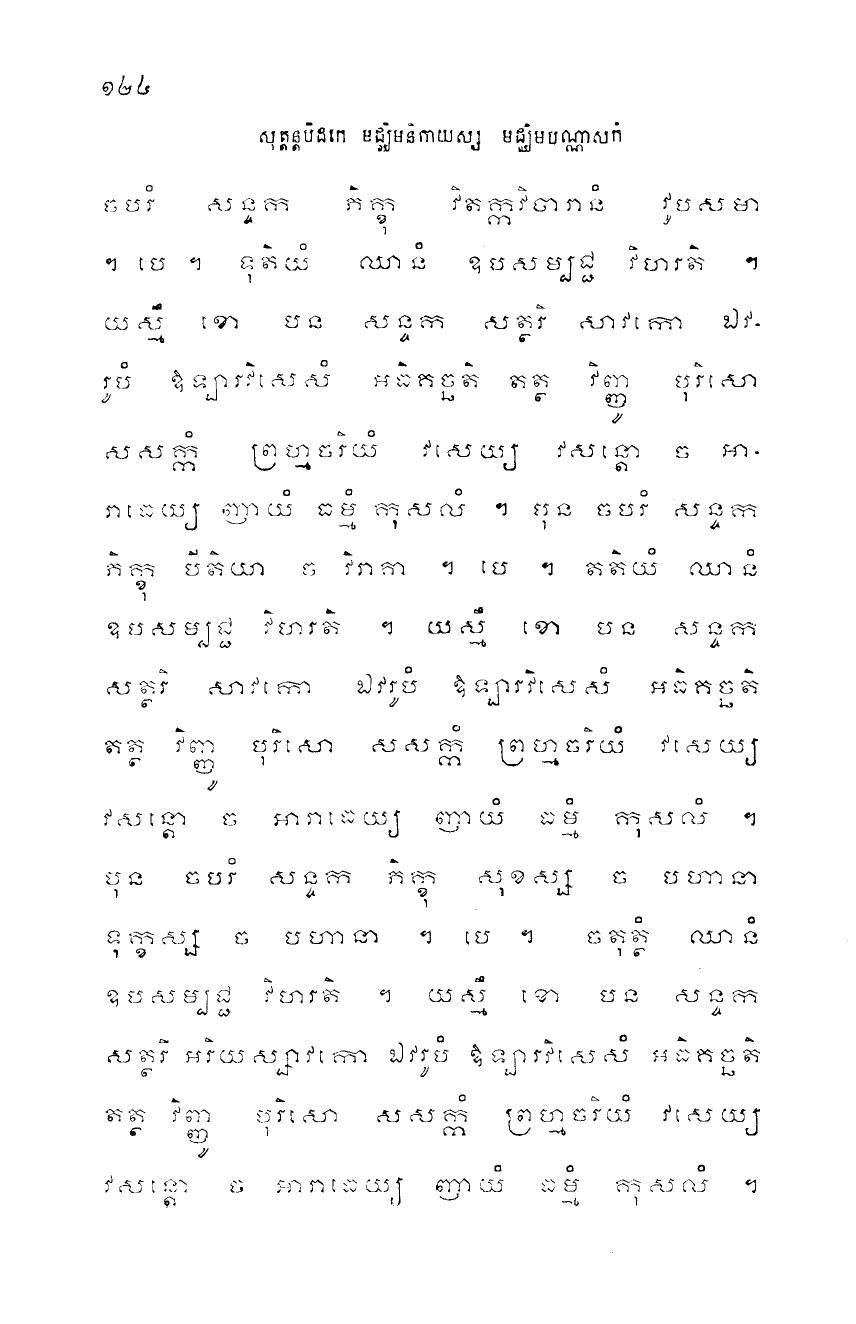 ១២៤
សុត្តន្តបិដកេ មជ្ឈិមនិកាយស្ស មជ្ឈិមបណ្ណាសកំ
ចបរំ សន្ទក ភិក្ខុ វិតក្កវិចារានំ វូបសមា
។ បេ ។ ទុតិយំ ឈានំ ឧបសម្បជ្ជ វិហរតិ ។
យស្មឹ ខោ បន សន្ទក សត្ថរិ សាវកោ ឯវ-
រូបំ ឱឡារវិសេសំ អធិគច្ឆតិ តត្ថ វិញ្ញូ បុរិសោ
សសក្កំ ព្រហ្មចរិយំ វសេយ្យ វសន្តោ ច អា-
រាធេយ្យ ញាយំ ធម្មំ កុសលំ ។ បុន ចបរំ សន្ទក
ភិក្ខុ បីតិយា ច វិរាគា ។ បេ ។ តតិយំ ឈានំ
ឧបសម្បជ្ជ វិហរតិ ។ យស្មឹ ខោ បន សន្ទក
សត្ថរិ សាវកោ ឯវរូបំ ឱឡារវិសេសំ អធិគច្ឆតិ
តត្ថ វិញ្ញូ បុរិសោ សសក្កំ ព្រហ្មចរិយំ វសេយ្យ
វសន្តោ ច អារាធេយ្យ ញាយំ ធម្មំ កុសលំ ។
បុន ចបរំ សន្ទក ភិក្ខុ សុខស្ស ច បហានា
ទុក្ខស្ស ច បហានា ។ បេ ។ ចតុត្ថំ ឈានំ
ឧបសម្បជ្ជ វិហរតិ ។ យស្មឹ ខោ បន សន្ទក
សត្ថរិ អរិយស្សាវកោ ឯវរូបំ ឱឡារវិសេសំ អធិគច្ឆតិ
តត្ថ វិញ្ញូ បុរិសោ សសក្កំ ព្រហ្មចរិយំ វសេយ្យ
វសន្តោ ច អារាធេយ្យ ញាយំ ធម្មំ កុសលំ ។